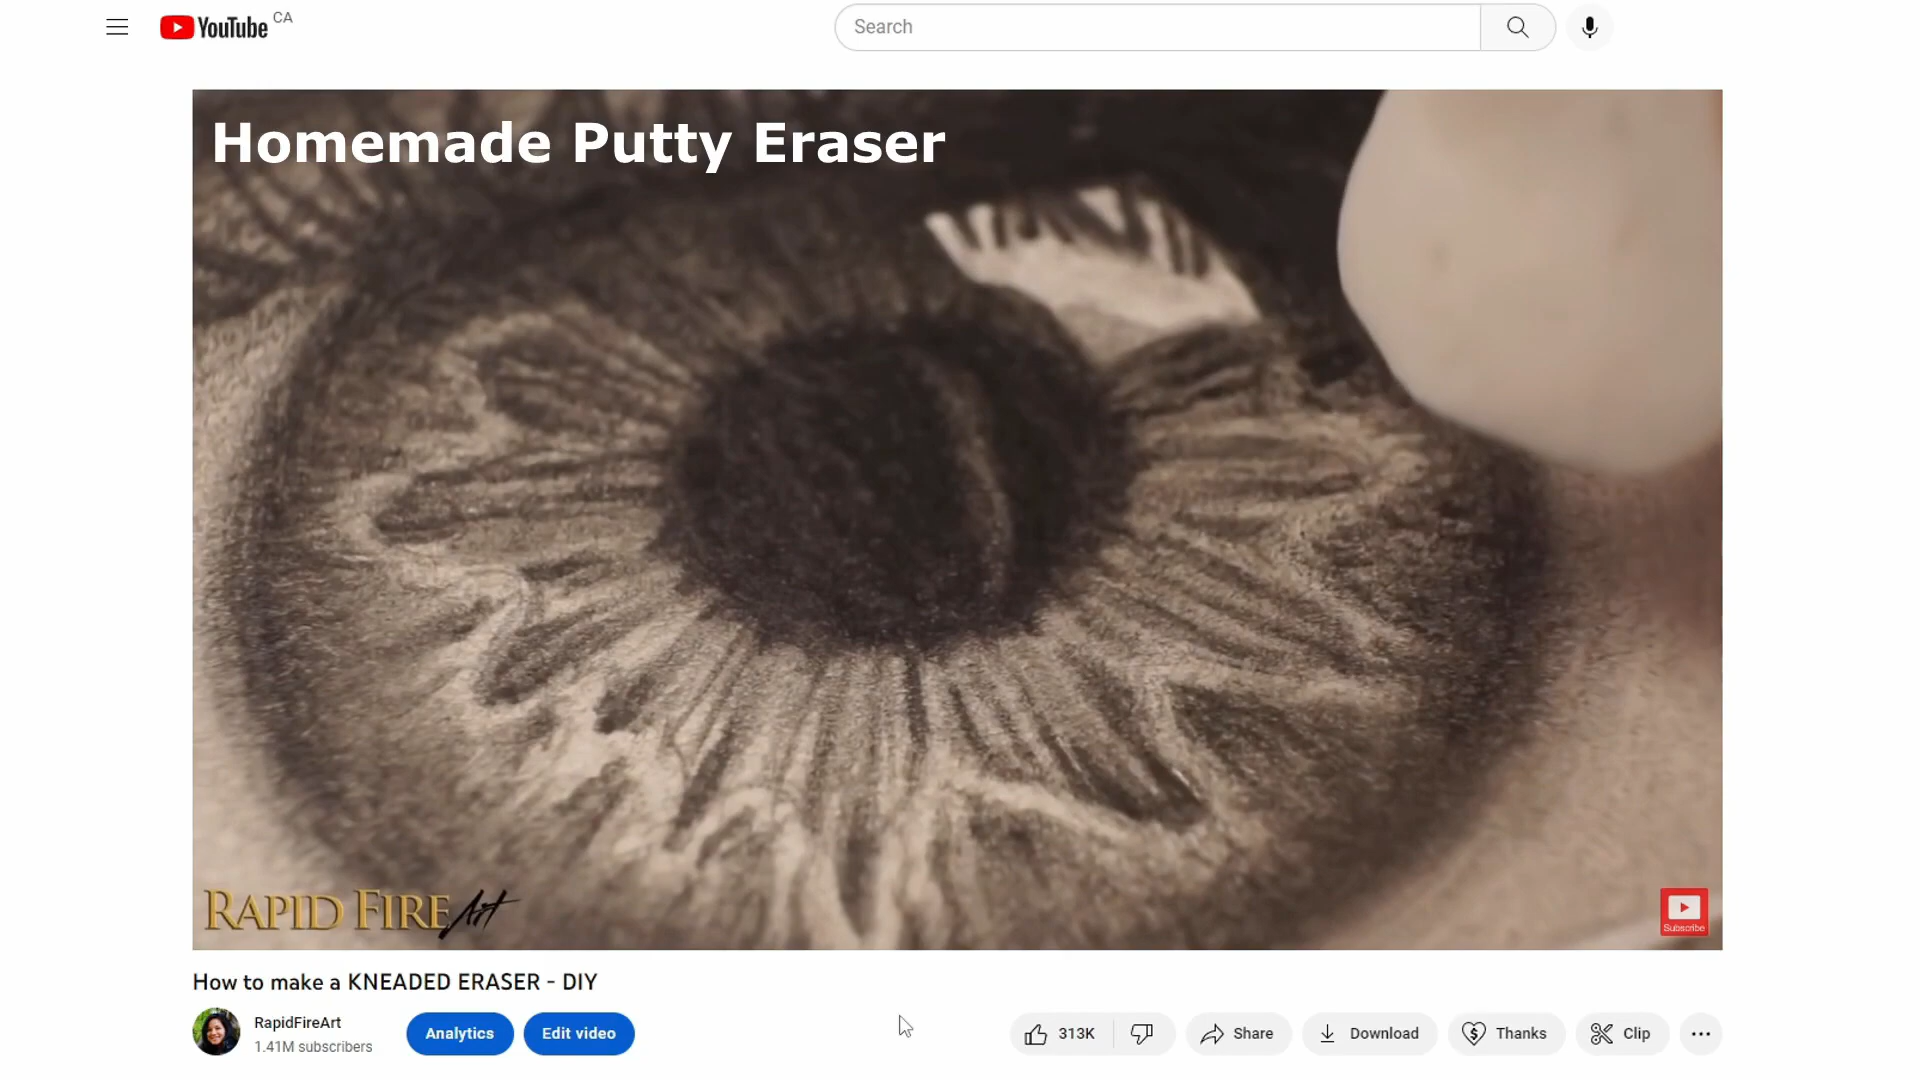 YouTube CA
Search
Homemade Putty Eraser
RAPID FIRE Art
Subscribe
How to make a KNEADED ERASER - DIY
RapidFireArt
1.41M subscribers
Analytics
Edit video
313K
Share
Download
Thanks
Clip